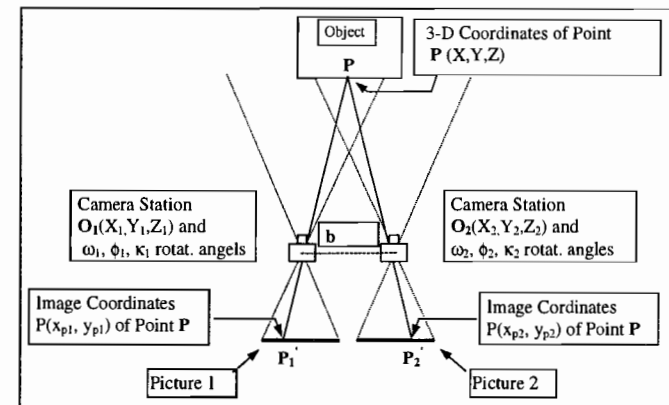 Object
3-D Coordinates of Point
P (X,Y,Z)
P
Camera Station
O₁(X₁,Y₁,Z₁) and
ω₁, ϕ₁, κ₁ rotat. angels
b
Camera Station
O₂(X₂,Y₂,Z₂) and
ω₂, ϕ₂, κ₂ rotat. angles
Image Coordinates
P(xp1, yp1) of Point P
Image Cordinates
P(xp2, yp2) of Point P
P₁'
P₂'
Picture 1
Picture 2